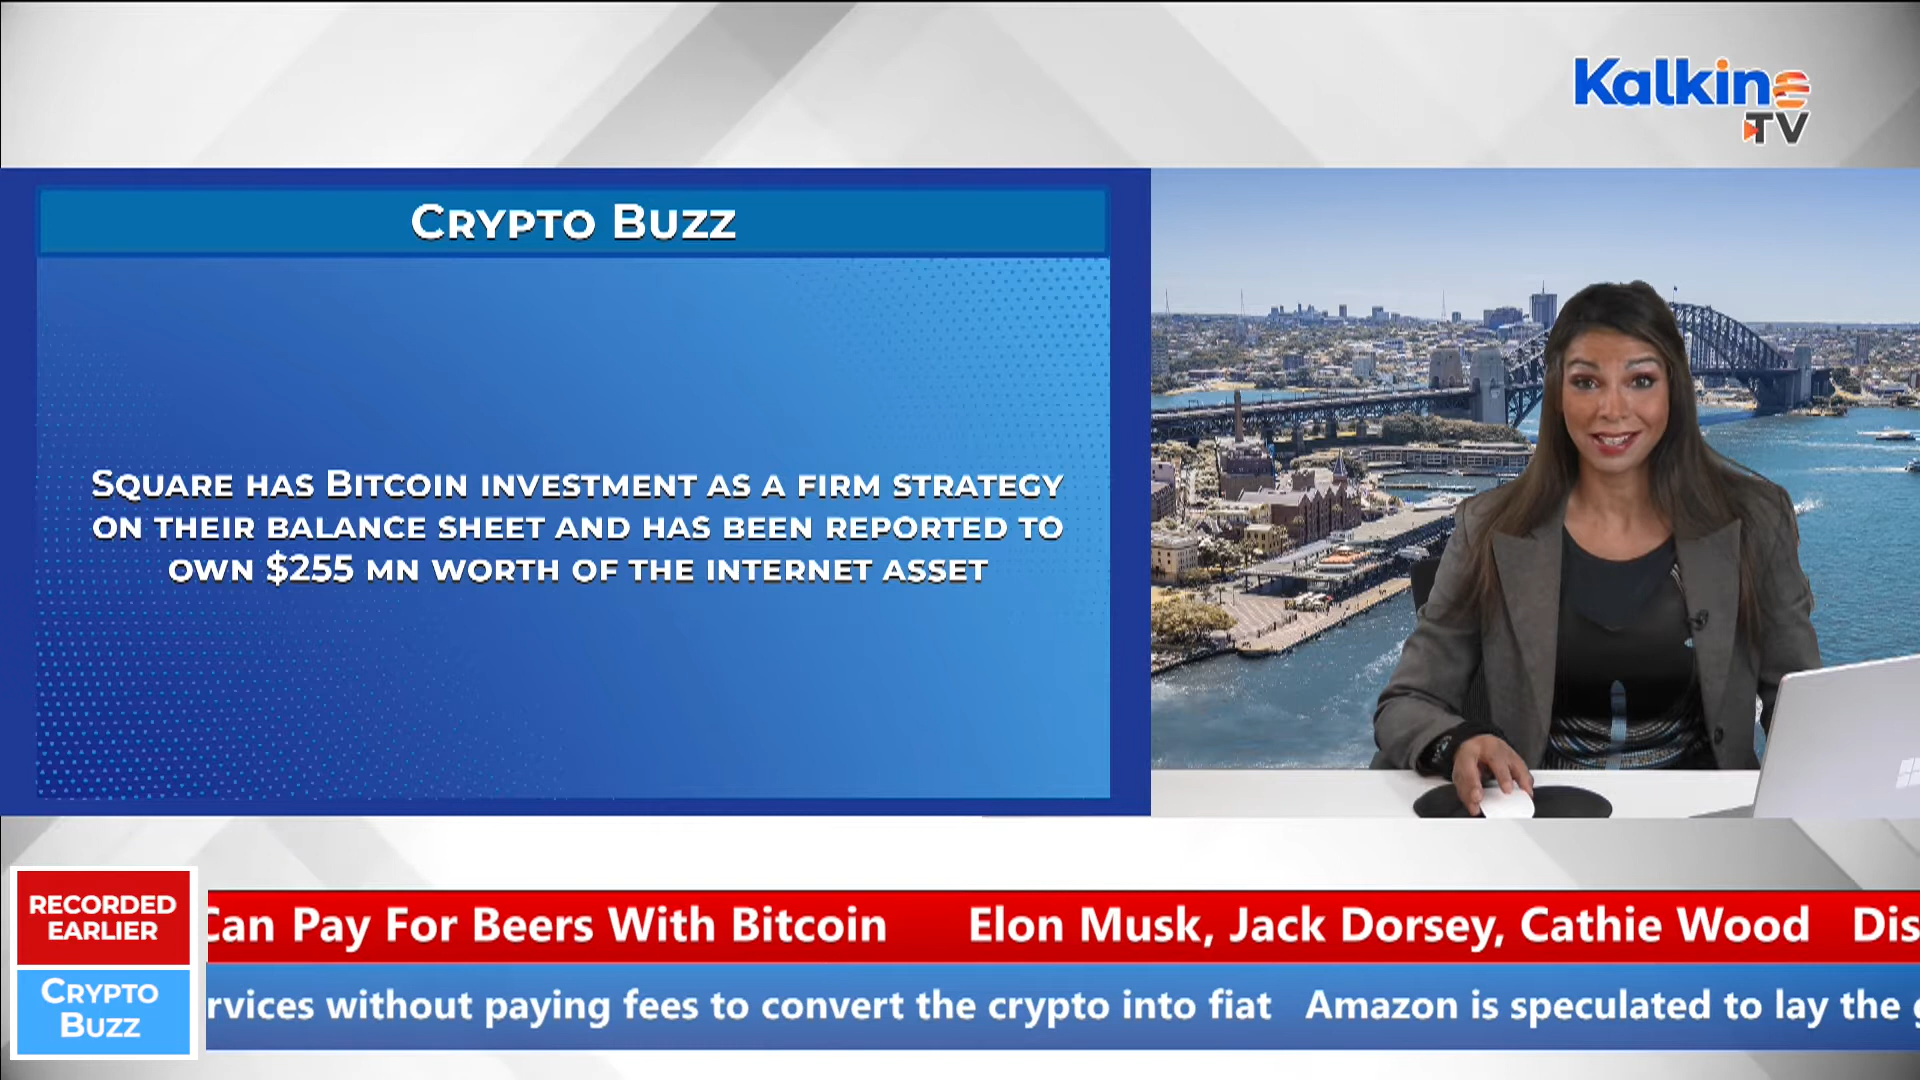 Kalkine
TV
Crypto Buzz
Square has Bitcoin investment as a firm strategy
on their balance sheet and has been reported to
own $255 mn worth of the internet asset
RECORDED
EARLIER
Can Pay For Beers With Bitcoin Elon Musk, Jack Dorsey, Cathie Wood Dis
Crypto
Buzz
rvices without paying fees to convert the crypto into fiat Amazon is speculated to lay the g